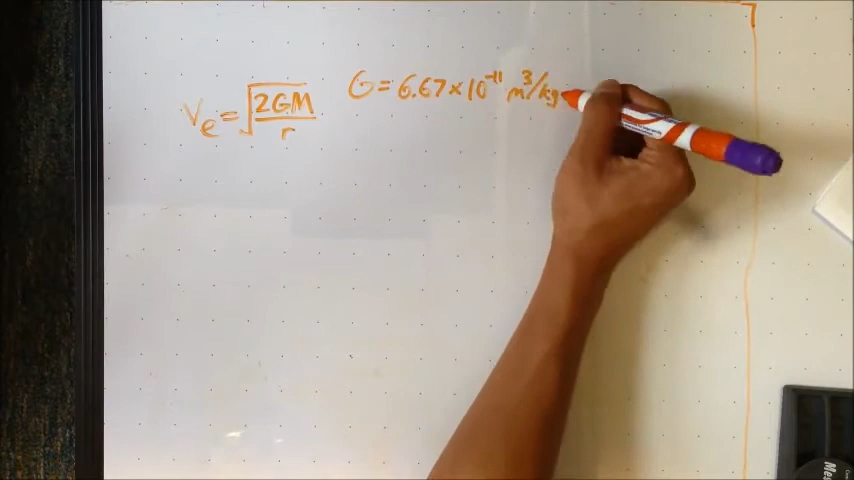 Ve = √2GM/r G = 6.67×10⁻¹¹ m³/kg